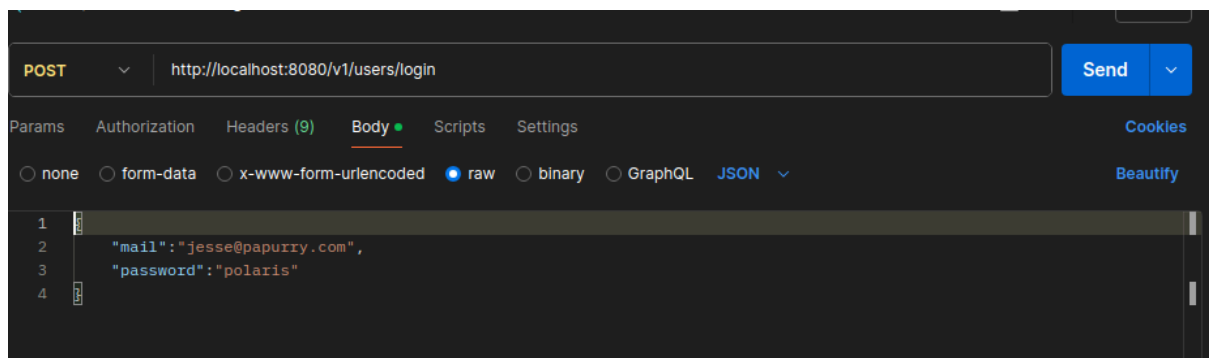 POST http://localhost:8080/v1/users/login Send
Params Authorization Headers (9) Body Scripts Settings Cookies
none form-data x-www-form-urlencoded raw binary GraphQL JSON Beautify
1 {
2 "mail":"jesse@papurry.com",
3 "password":"polaris"
4 }